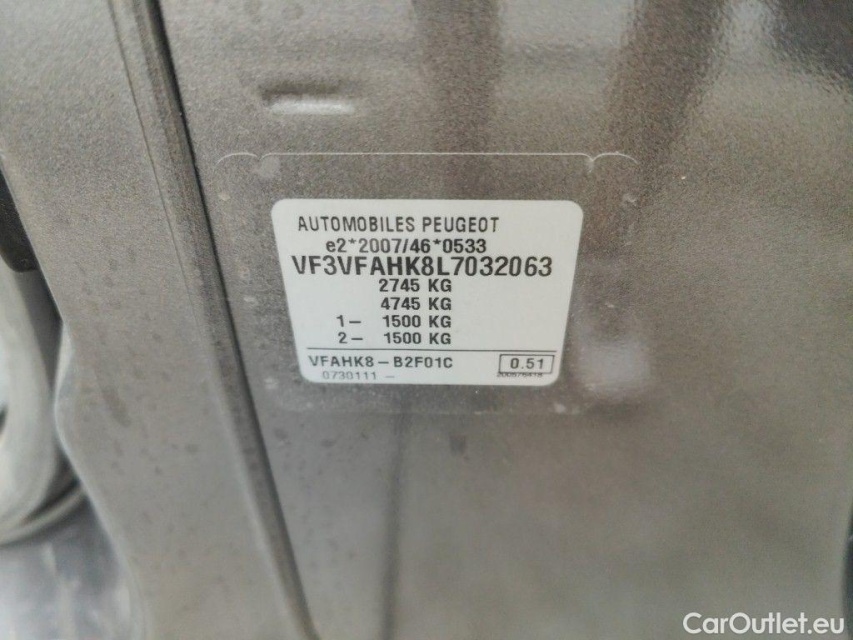 AUTOMOBILES PEUGEOT
e2*2007/46*0533
VF3VFAHK8L7032063
2745 KG
4745 KG
1- 1500 KG
2- 1500 KG
VFAHK8-B2F01C 0.51
0730111 -
CarOutlet.eu